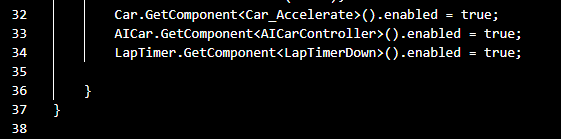 32 Car.GetComponent<Car_Accelerate>().enabled = true;
33 AICar.GetComponent<AICarController>().enabled = true;
34 LapTimer.GetComponent<LapTimerDown>().enabled = true;
35
36 }
37 }
38